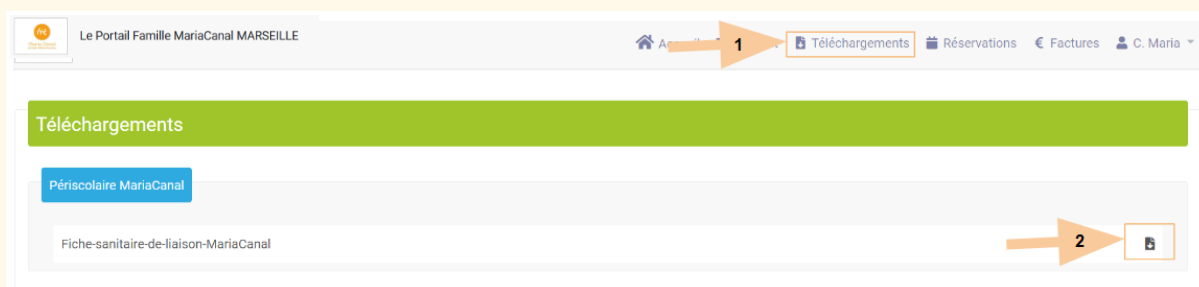 Le Portail Famille MariaCanal MARSEILLE
1
Téléchargements
Réservations
€ Factures
C. Maria
Téléchargements
Périscolaire MariaCanal
Fiche-sanitaire-de-liaison-MariaCanal
2